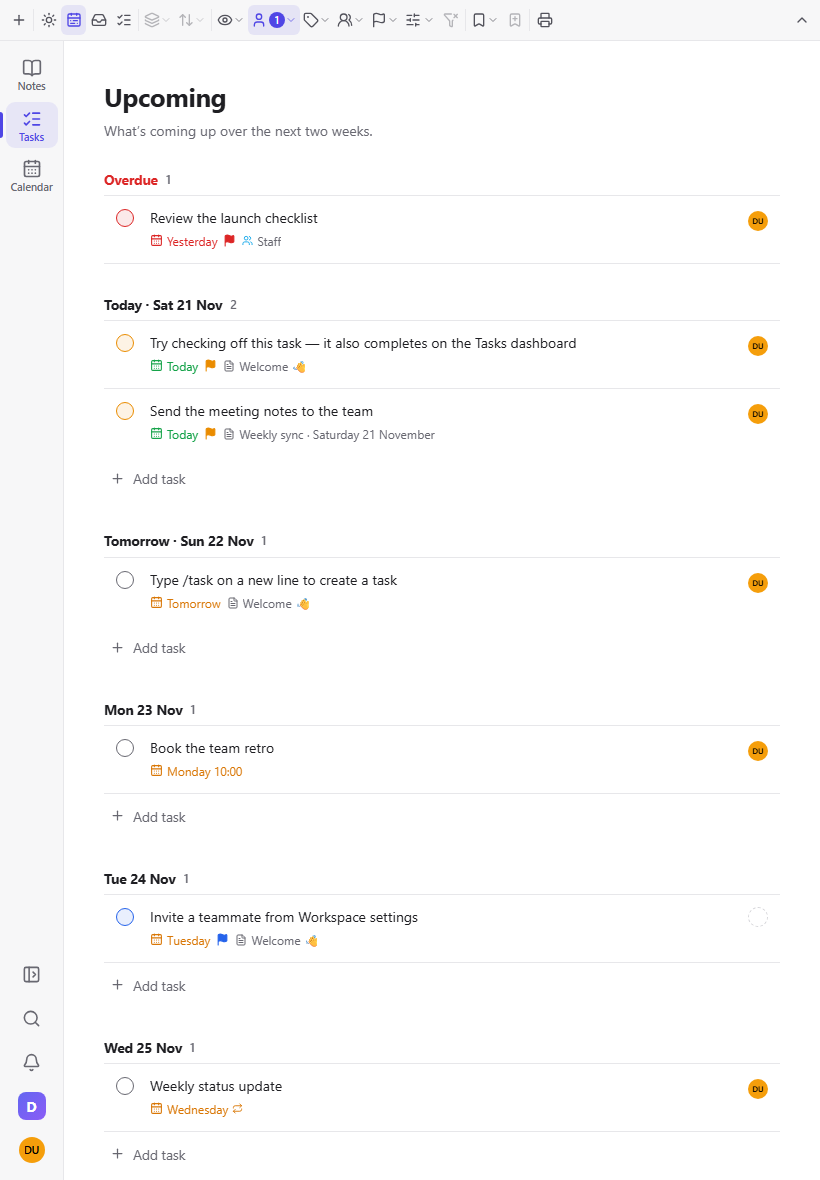 1
Notes
Tasks
Calendar
D
DU
Upcoming
What's coming up over the next two weeks.
Overdue 1
Review the launch checklist
DU
Yesterday Staff
Today · Sat 21 Nov 2
Try checking off this task — it also completes on the Tasks dashboard
DU
Today Welcome 👋
Send the meeting notes to the team
DU
Today Weekly sync · Saturday 21 November
+ Add task
Tomorrow · Sun 22 Nov 1
Type /task on a new line to create a task
DU
Tomorrow Welcome 👋
+ Add task
Mon 23 Nov 1
Book the team retro
DU
Monday 10:00
+ Add task
Tue 24 Nov 1
Invite a teammate from Workspace settings
Tuesday Welcome 👋
+ Add task
Wed 25 Nov 1
Weekly status update
DU
Wednesday
+ Add task